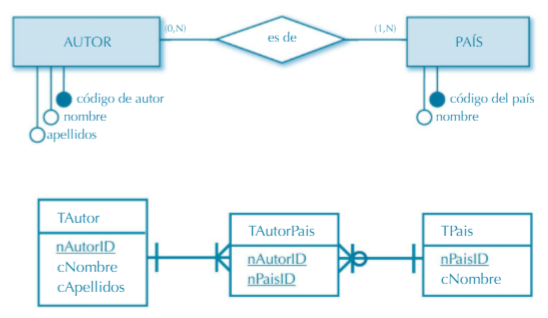 AUTOR
(0,N)
es de
(1,N)
PAÍS
código de autor
nombre
apellidos
código del país
nombre
TAutor
nAutorID
cNombre
cApellidos
TAutorPais
nAutorID
nPaisID
TPais
nPaisID
cNombre